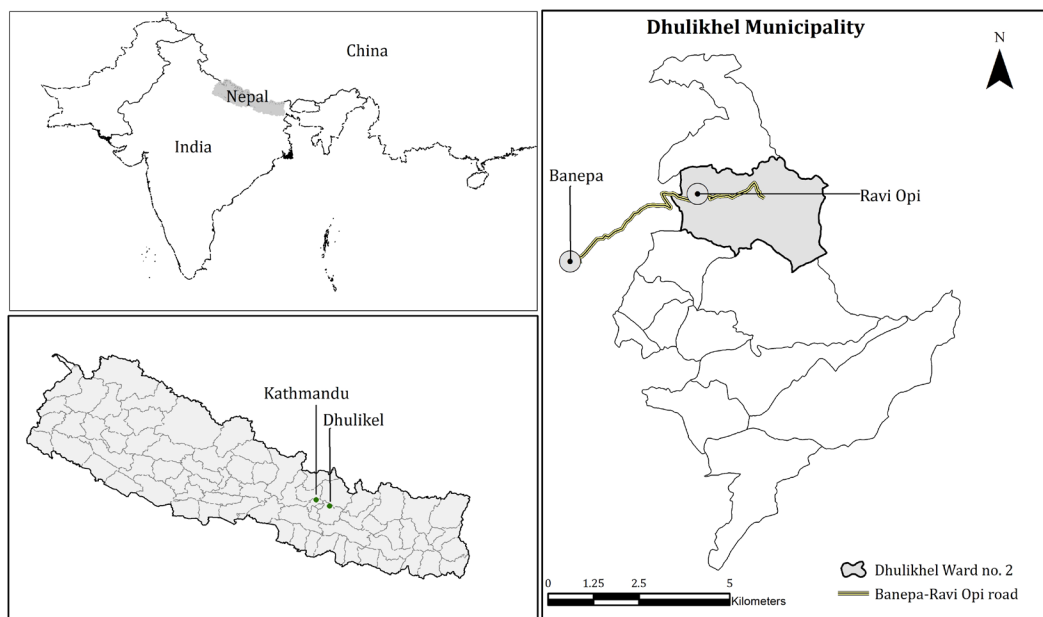 China
Nepal
India
Kathmandu
Dhulikel
Dhulikhel Municipality
N
Banepa
Ravi Opi
Dhulikhel Ward no. 2
Banepa-Ravi Opi road
0 1.25 2.5 5
Kilometers